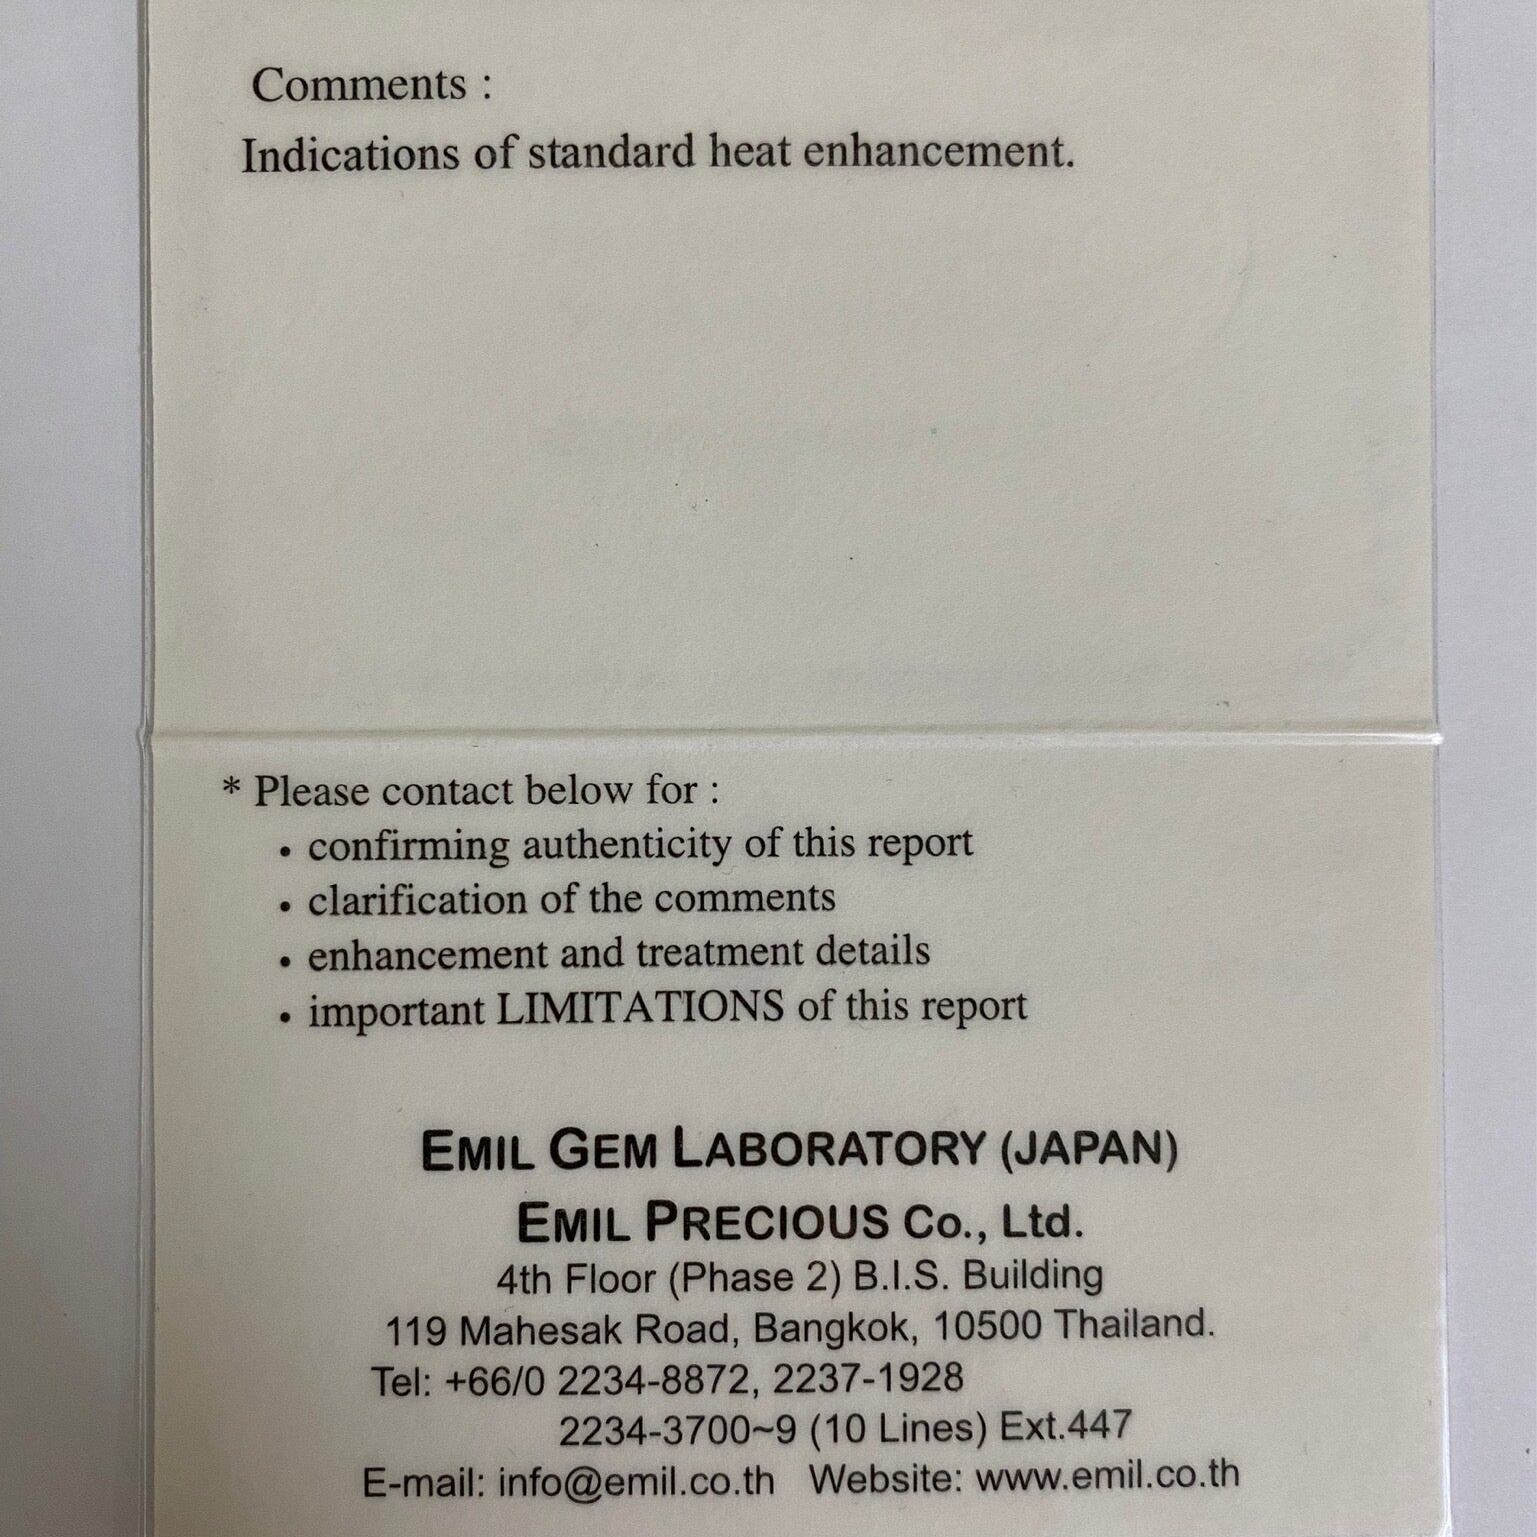 Comments :
Indications of standard heat enhancement.
* Please contact below for :
• confirming authenticity of this report
• clarification of the comments
• enhancement and treatment details
• important LIMITATIONS of this report
EMIL GEM LABORATORY (JAPAN)
EMIL PRECIOUS Co., Ltd.
4th Floor (Phase 2) B.I.S. Building
119 Mahesak Road, Bangkok, 10500 Thailand.
Tel: +66/0 2234-8872, 2237-1928
2234-3700~9 (10 Lines) Ext.447
E-mail: info@emil.co.th Website: www.emil.co.th